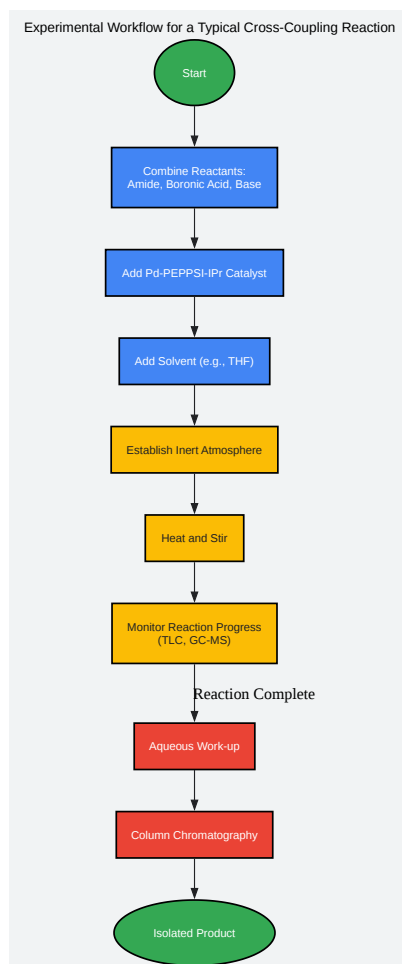 Experimental Workflow for a Typical Cross-Coupling Reaction
Start
Combine Reactants:
Amide, Boronic Acid, Base
Add Pd-PEPPSI-IPr Catalyst
Add Solvent (e.g., THF)
Establish Inert Atmosphere
Heat and Stir
Monitor Reaction Progress
(TLC, GC-MS)
Reaction Complete
Aqueous Work-up
Column Chromatography
Isolated Product